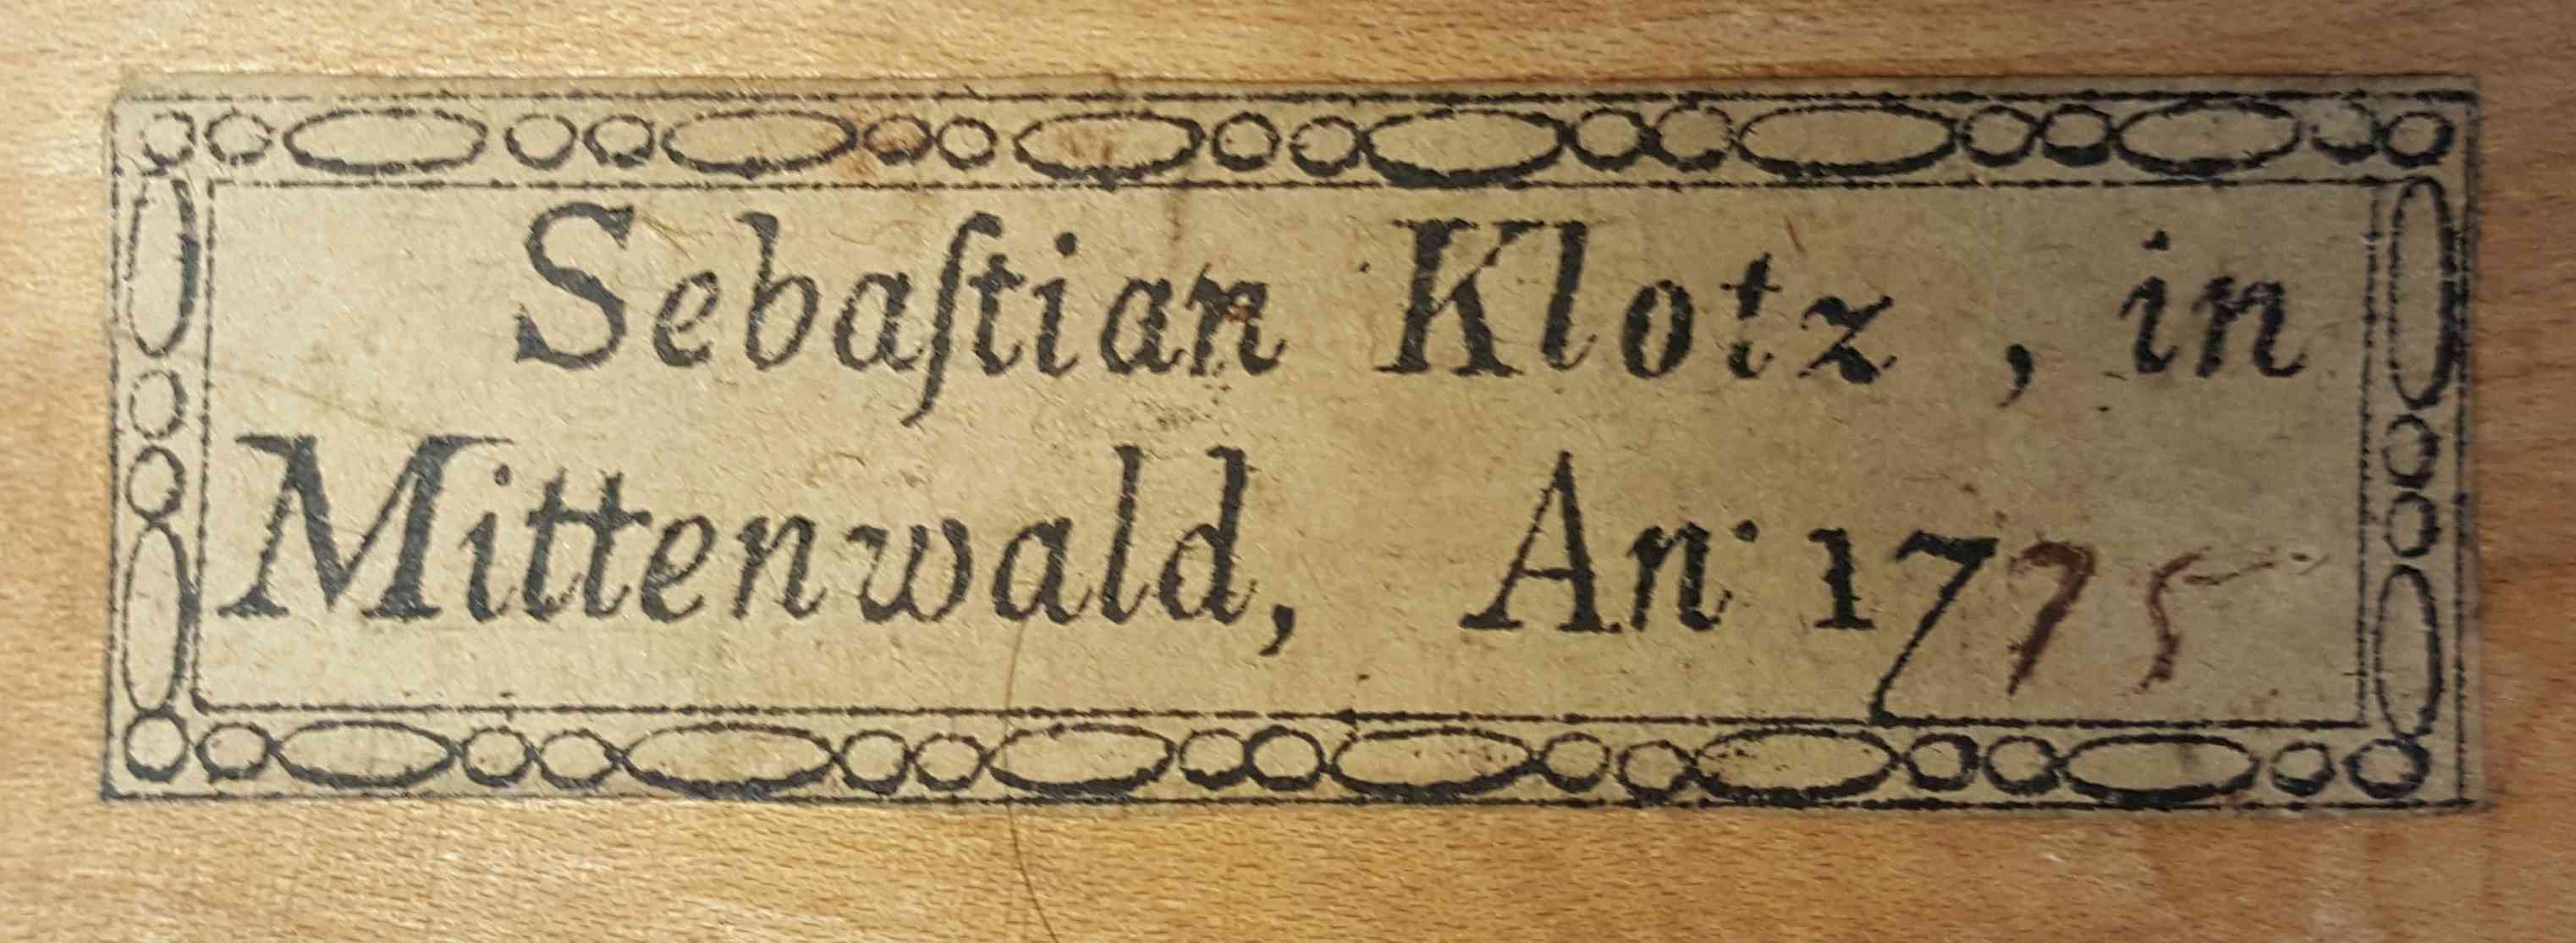 Sebaſtian Klotz, in
Mittenwald, An· 1775